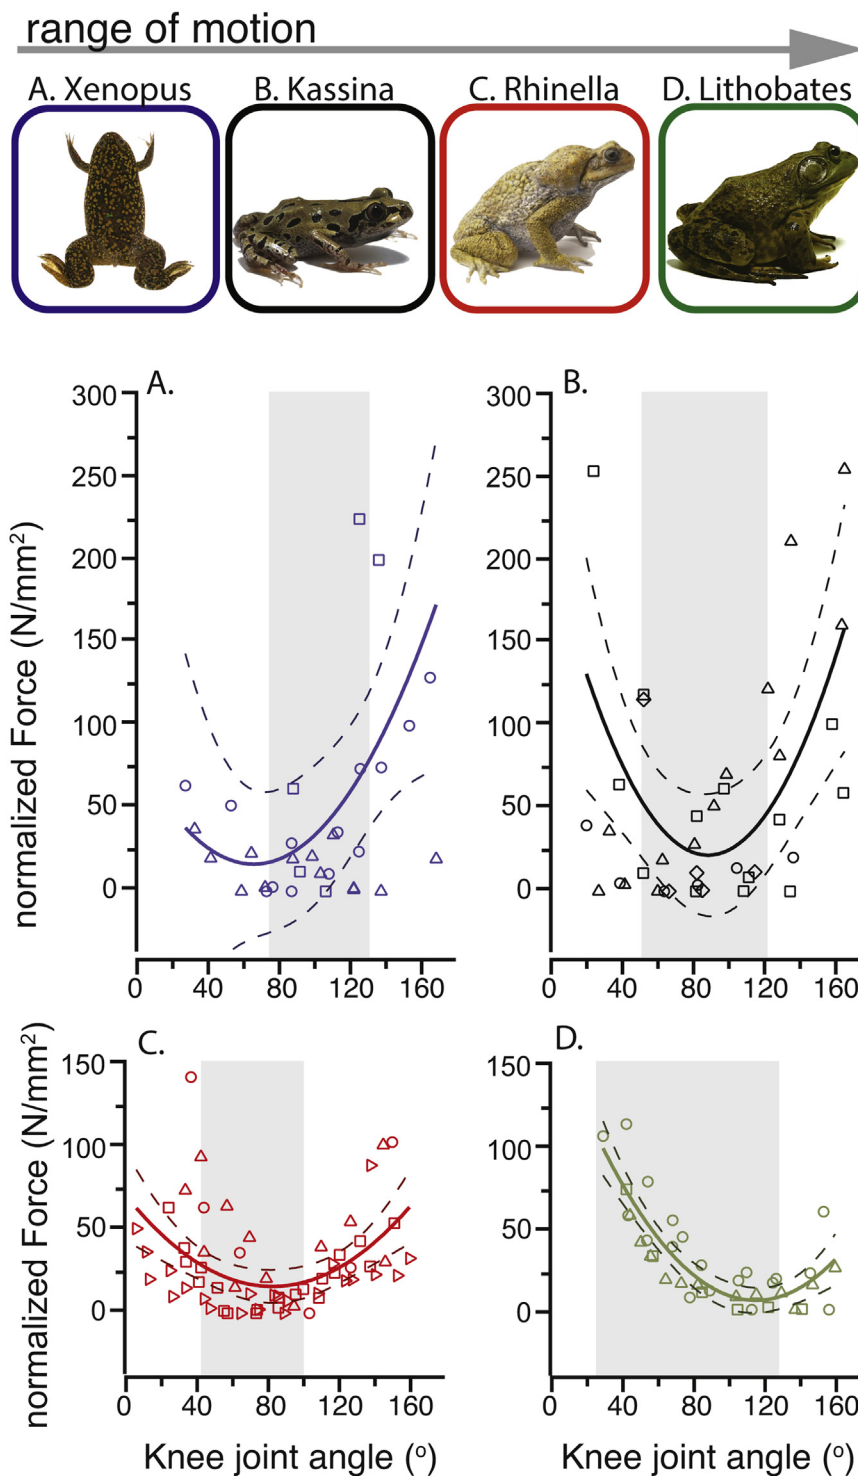 range of motion
A. Xenopus
B. Kassina
C. Rhinella
D. Lithobates
A.
B.
normalized Force (N/mm²)
300
250
200
150
100
50
0
0 40 80 120 160
300
250
200
150
100
50
0
0 40 80 120 160
C.
D.
normalized Force (N/mm²)
150
100
50
0
0 40 80 120 160
Knee joint angle (°)
150
100
50
0
0 40 80 120 160
Knee joint angle (°)